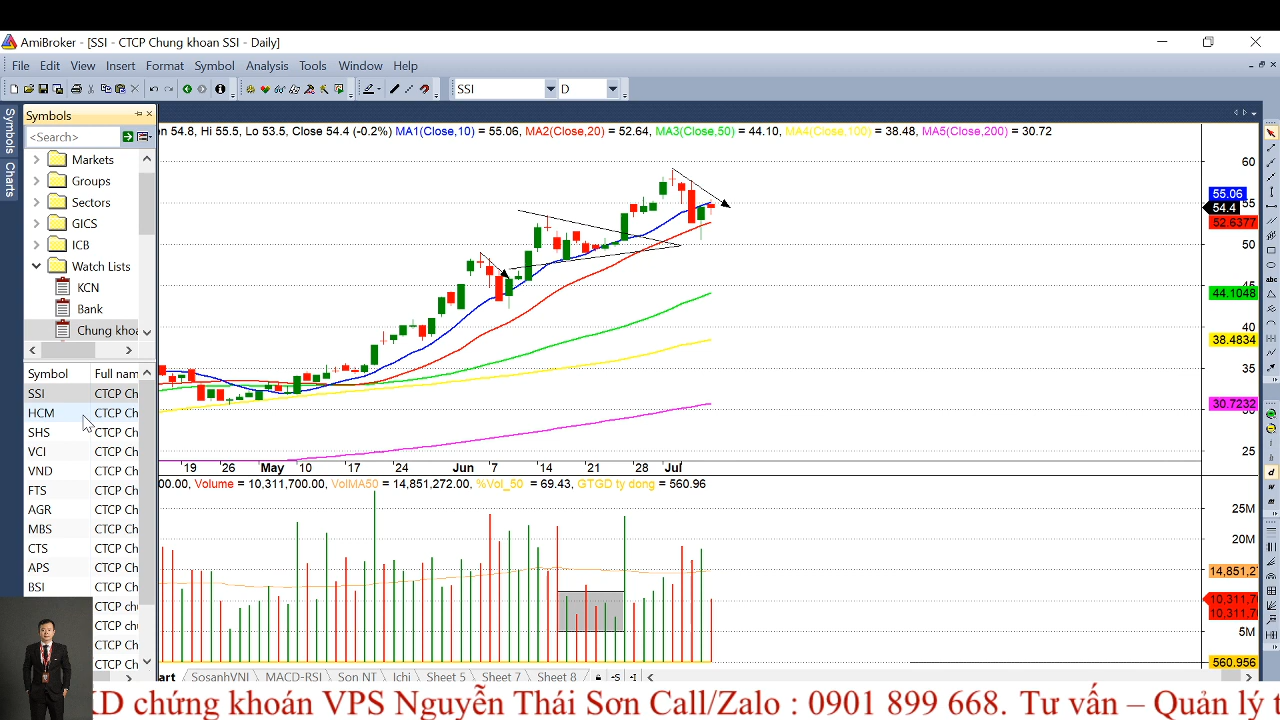 AmiBroker - [SSI - CTCP Chung khoan SSI - Daily]
File Edit View Insert Format Symbol Analysis Tools Window Help
SSI D
Symbols
Symbols
Charts
<Search>
Markets
Groups
Sectors
GICS
ICB
Watch Lists
KCN
Bank
Chung khoa
Symbol Full nam
SSI CTCP Ch
HCM CTCP Ch
SHS CTCP Ch
VCI CTCP Ch
VND CTCP Ch
FTS CTCP Ch
AGR CTCP Ch
MBS CTCP Ch
CTS CTCP Ch
APS CTCP Ch
BSI CTCP Ch
CTCP chu
CTCP chu
CTCP Ch
CTCP Ch
n 54.8, Hi 55.5, Lo 53.5, Close 54.4 (-0.2%) MA1(Close,10) = 55.06, MA2(Close,20) = 52.64, MA3(Close,50) = 44.10, MA4(Close,100) = 38.48, MA5(Close,200) = 30.72
60
55.06
55
54.4
52.6377
50
44.1048
40
38.4834
35
30.7232
25
19 26 May 10 17 24 Jun 7 14 21 28 Jul
00.00, Volume = 10,311,700.00, VolMA50 = 14,851,272.00, %Vol_50 = 69.43, GTGD ty dong = 560.96
25M
20M
14,851,2
10,311,7
10,311,7
5M
560.956
art SosanhVNI MACD-RSI Son NT Ichi Sheet 5 Sheet 7 Sheet 8
KD chứng khoán VPS Nguyễn Thái Sơn Call/Zalo : 0901 899 668. Tư vấn – Quản lý t